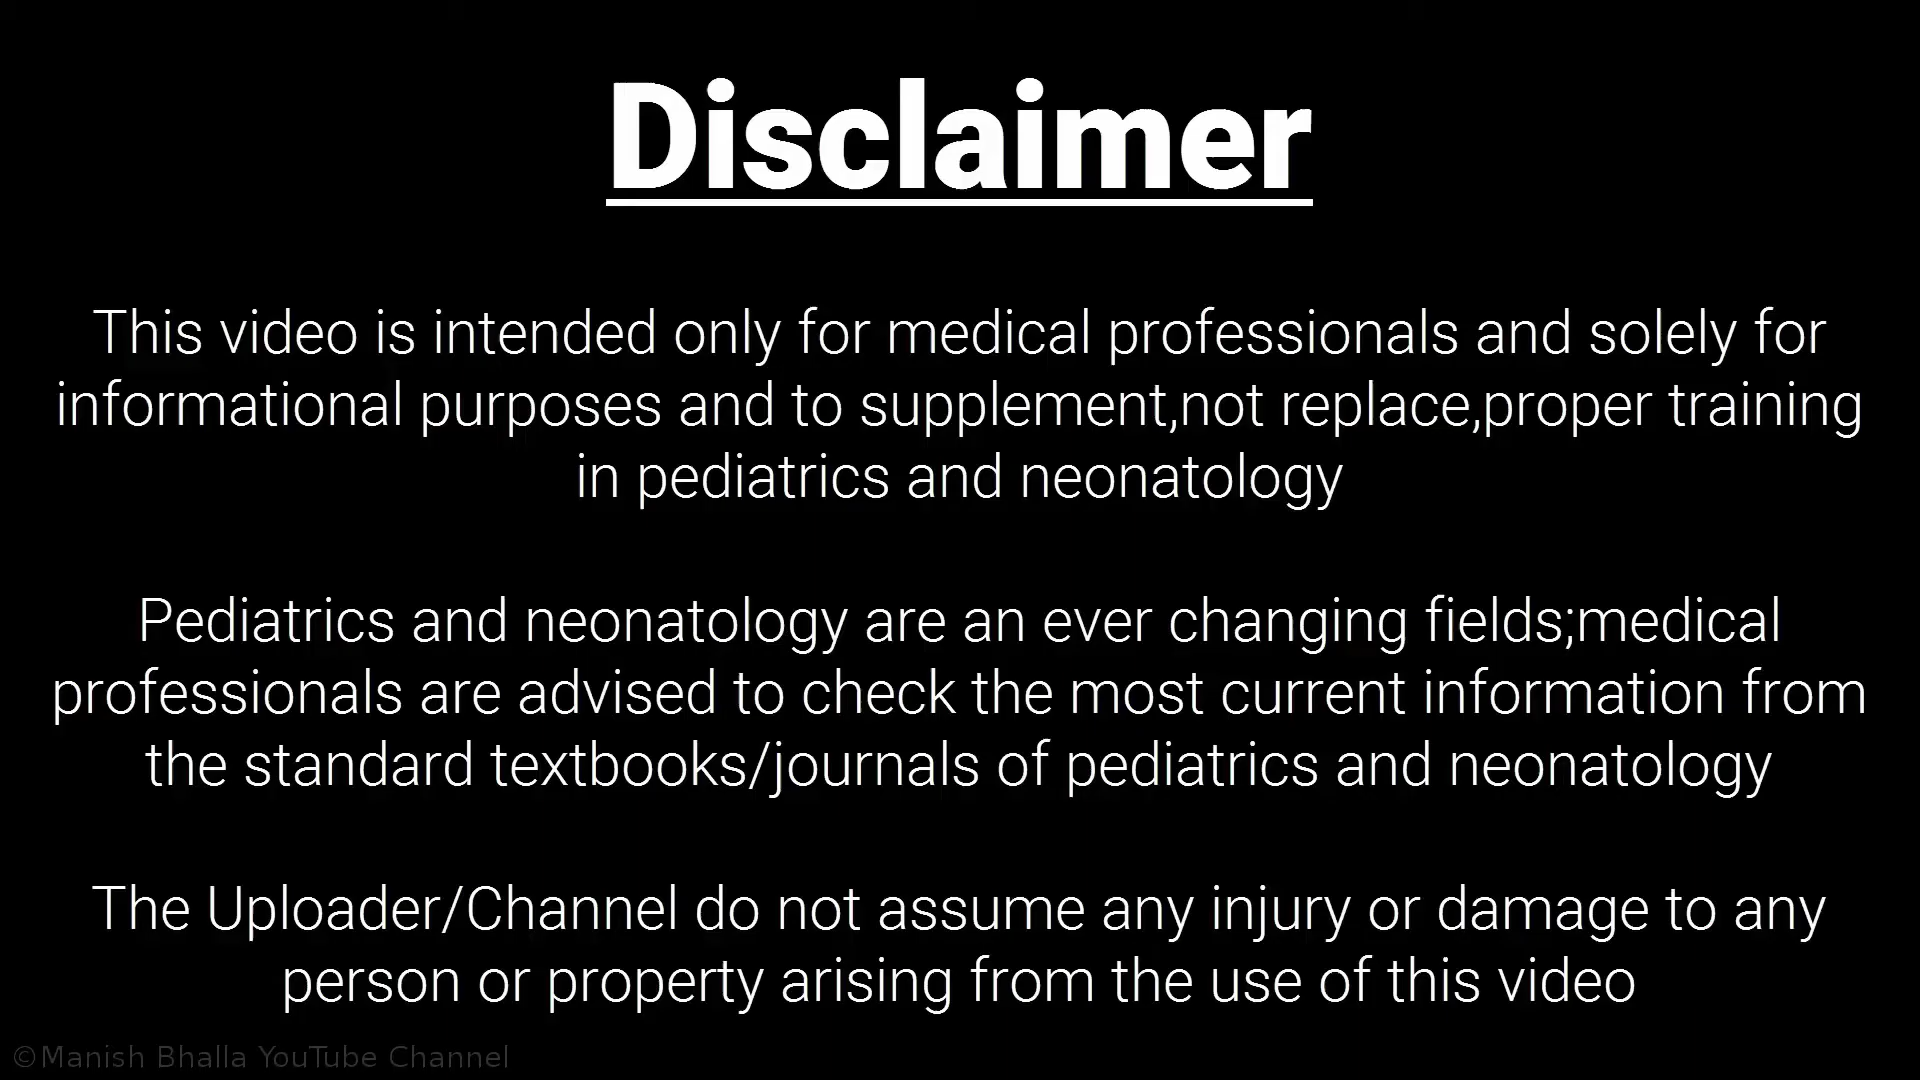 Disclaimer
This video is intended only for medical professionals and solely for
informational purposes and to supplement,not replace,proper training
in pediatrics and neonatology
Pediatrics and neonatology are an ever changing fields;medical
professionals are advised to check the most current information from
the standard textbooks/journals of pediatrics and neonatology
The Uploader/Channel do not assume any injury or damage to any
person or property arising from the use of this video
©Manish Bhalla YouTube Channel